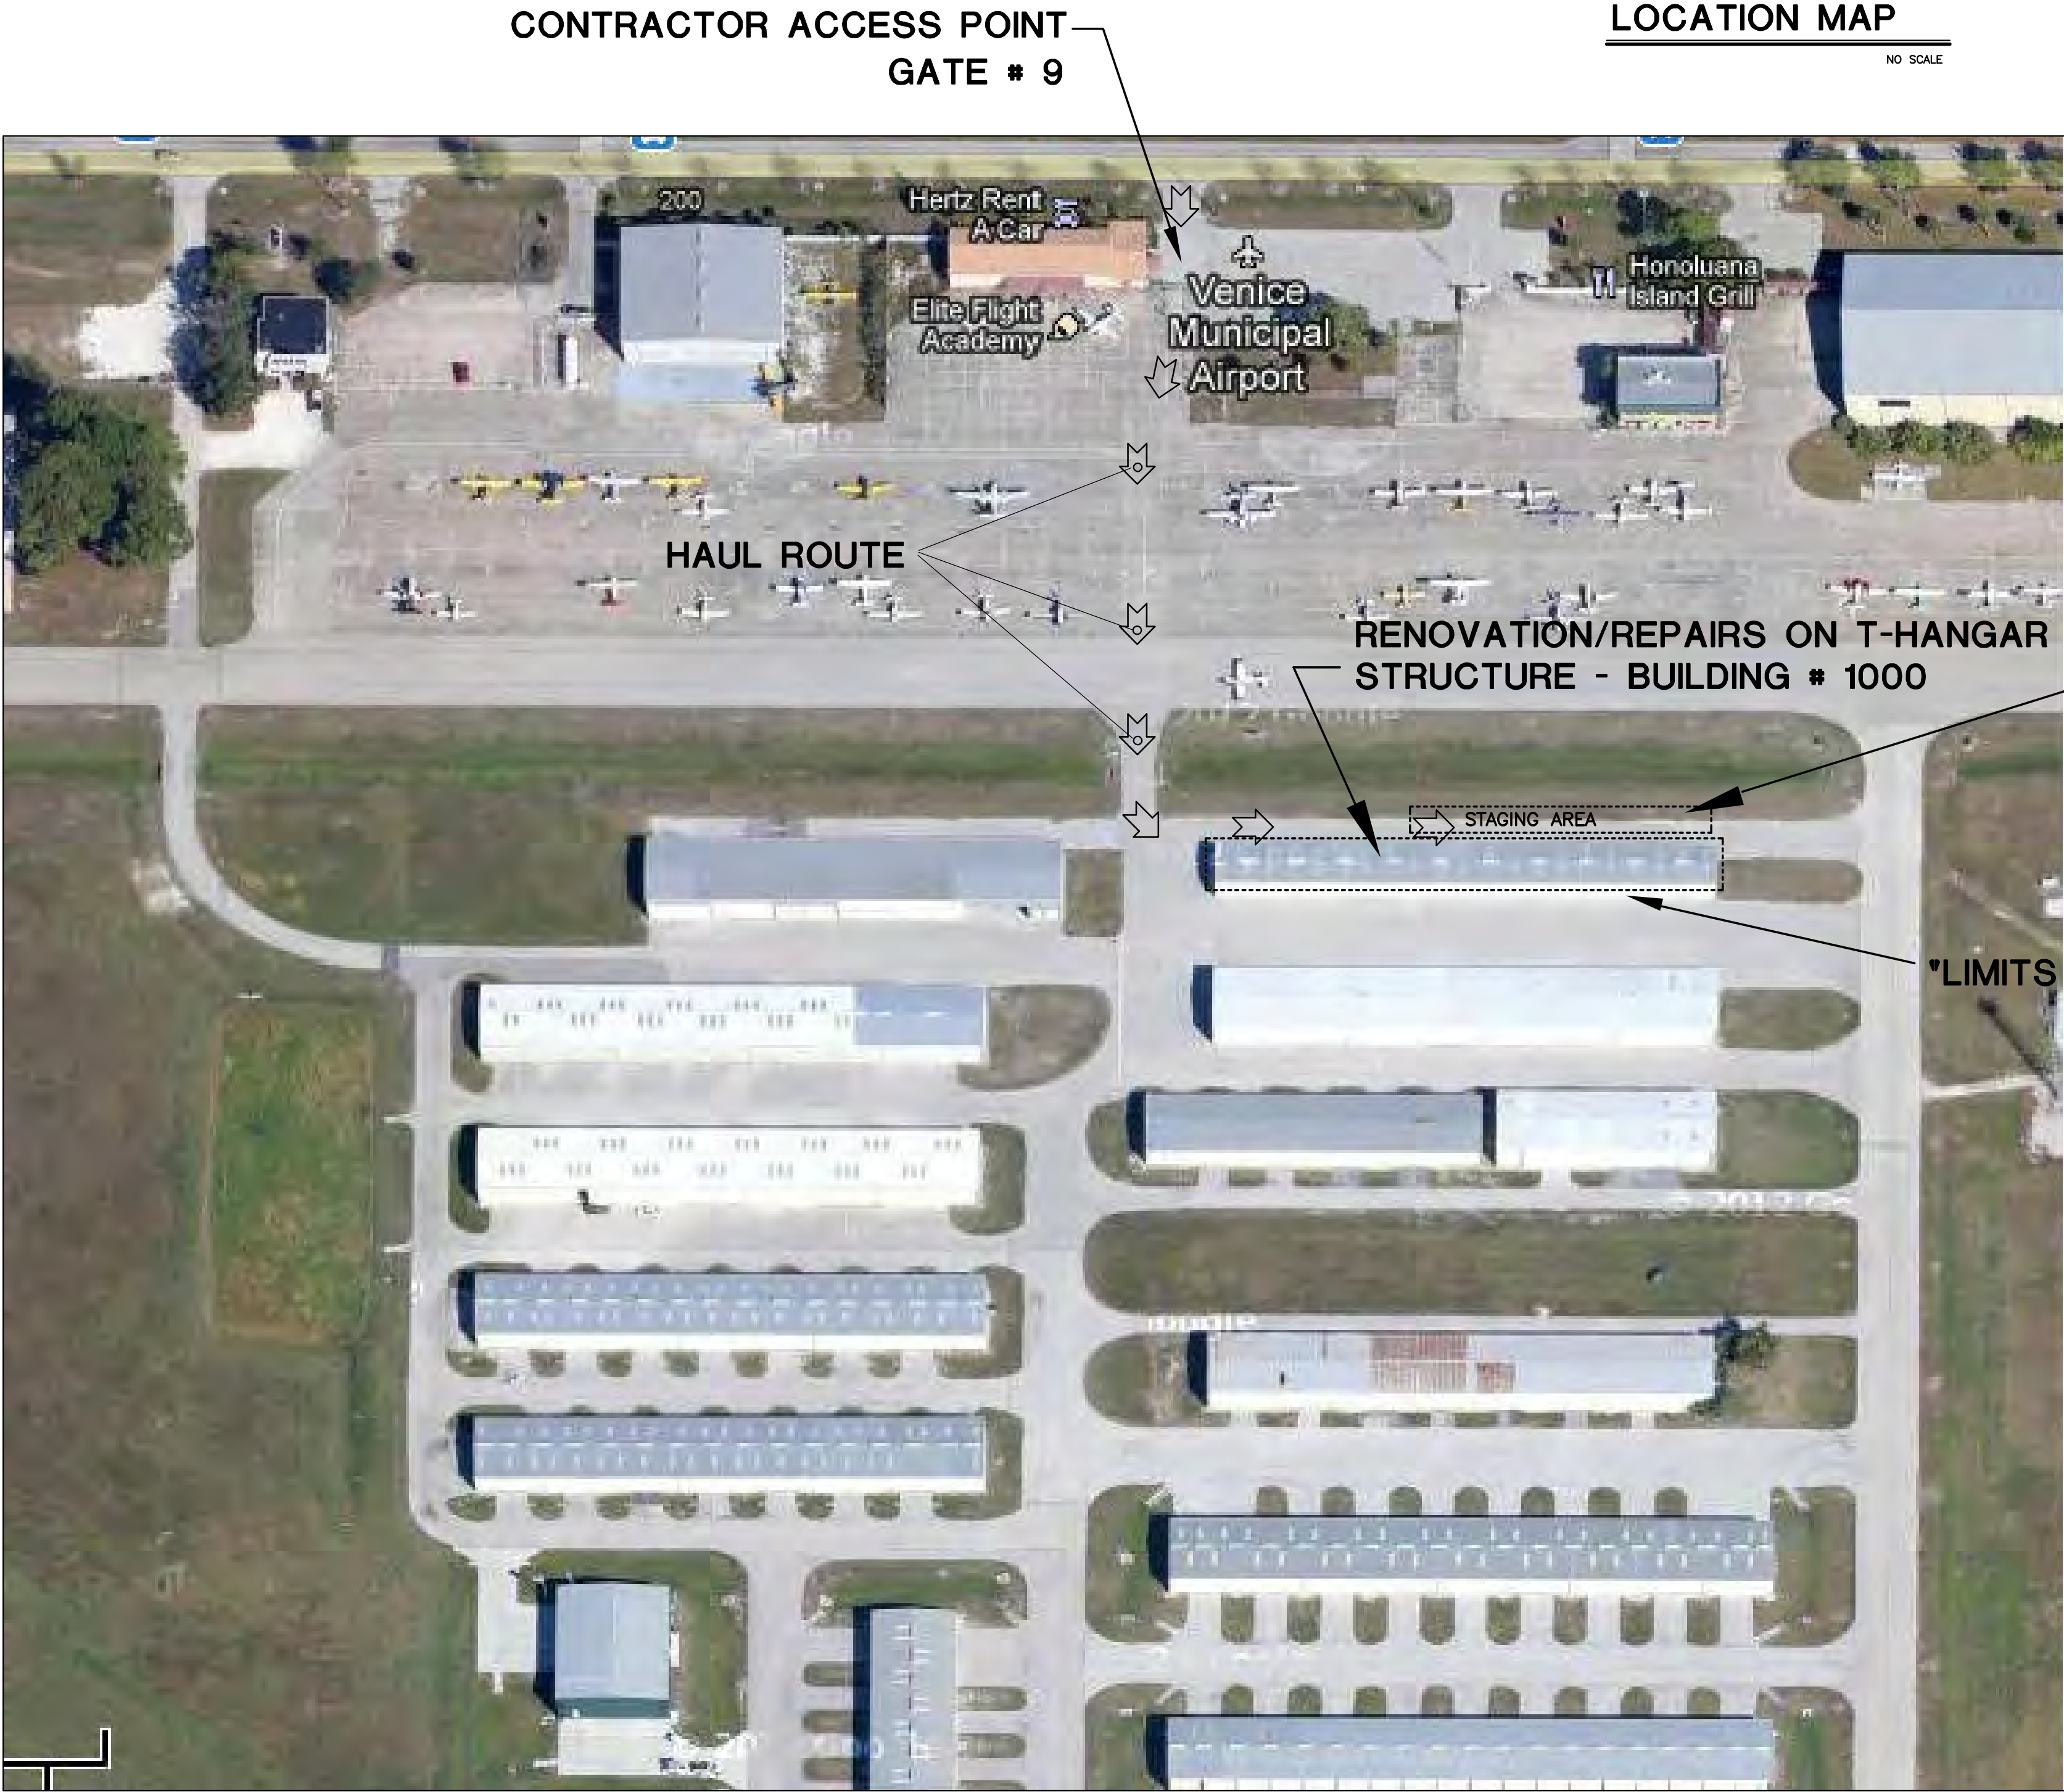 CONTRACTOR ACCESS POINT
GATE # 9
LOCATION MAP
NO SCALE
200
Hertz Rent
A Car
Elite Flight
Academy
Venice
Municipal
Airport
Honoluana
Island Grill
HAUL ROUTE
RENOVATION/REPAIRS ON T-HANGAR
STRUCTURE - BUILDING # 1000
STAGING AREA
"LIMITS